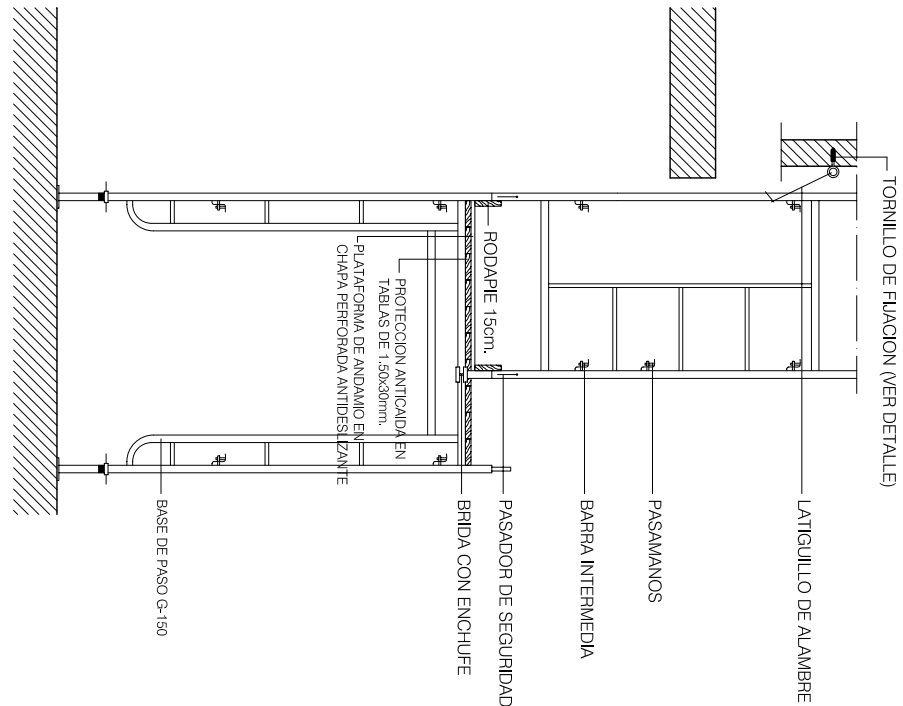 TORNILLO DE FIJACION (VER DETALLE)
LATIGUILLO DE ALAMBRE
PASAMANOS
BARRA INTERMEDIA
RODAPIE 15cm.
PASADOR DE SEGURIDAD
BRIDA CON ENCHUFE
PROTECCION ANTICAIDA EN
TABLAS DE 1.50x30mm.
PLATAFORMA DE ANDAMIO EN
CHAPA PERFORADA ANTIDESLIZANTE
BASE DE PASO G-150